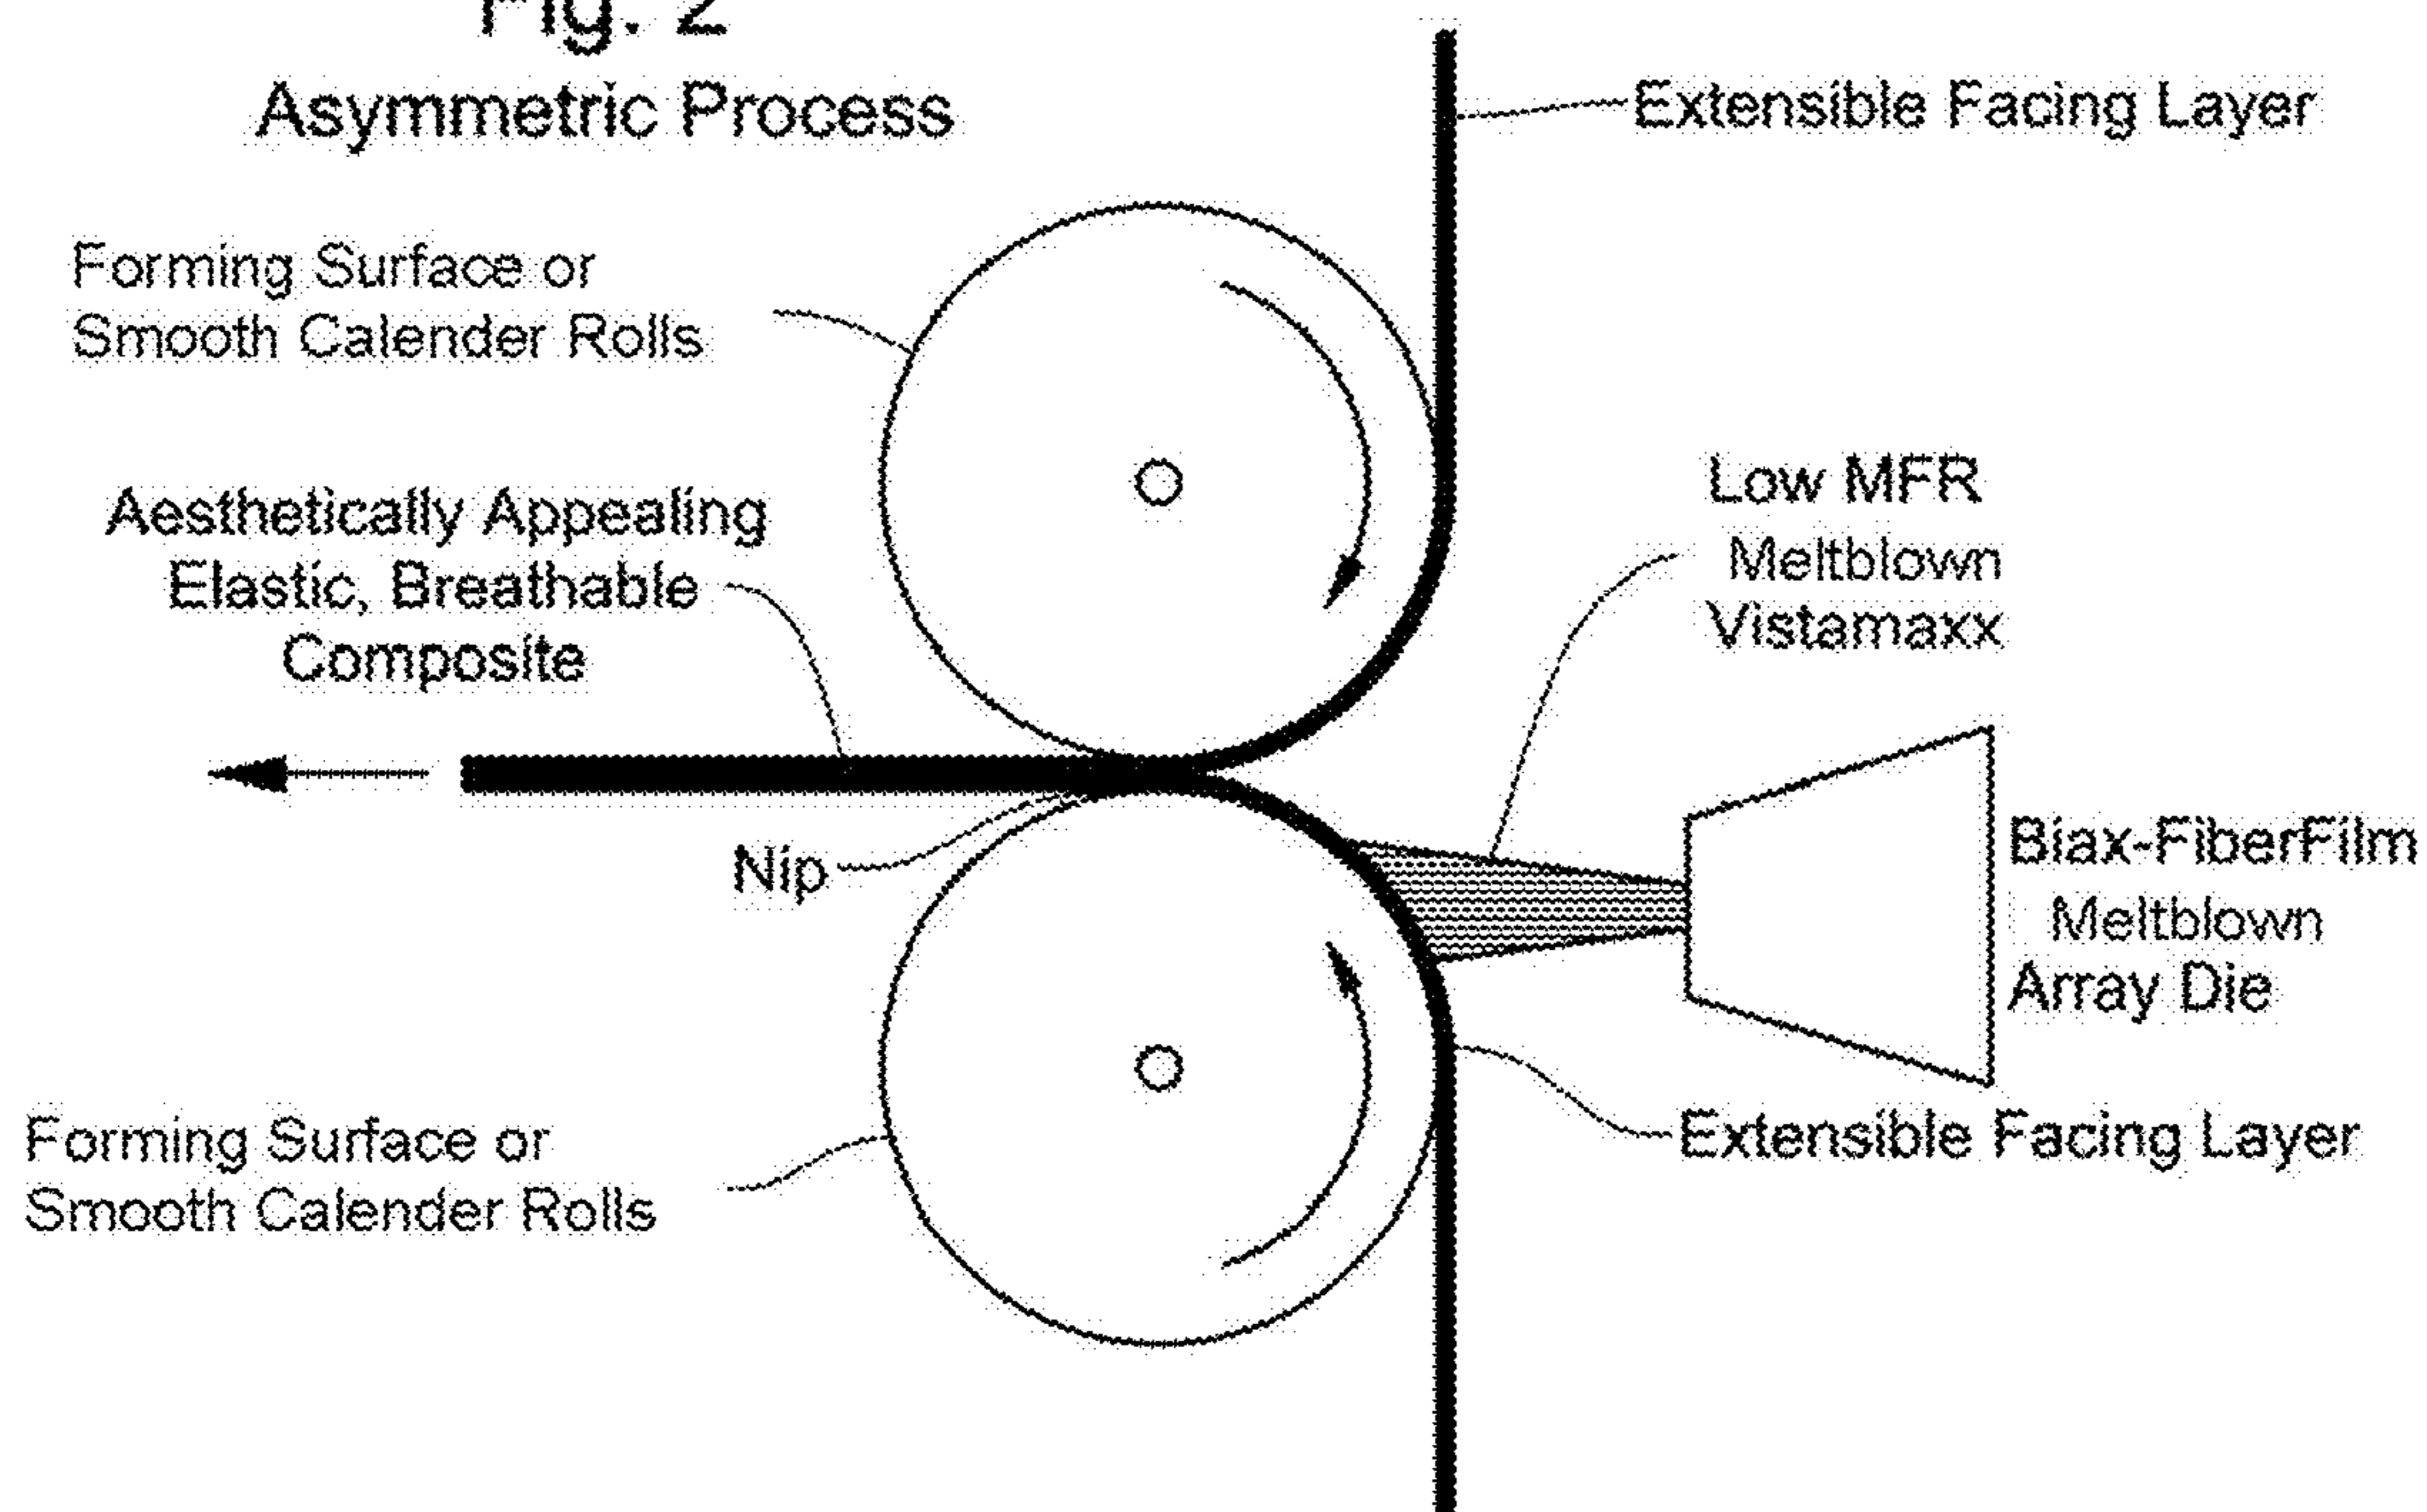 Fig. 2
Asymmetric Process
Extensible Facing Layer
Forming Surface or
Smooth Calender Rolls
Aesthetically Appealing
Elastic, Breathable
Composite
Low MFR
Meltblown
Vistamaxx
Nip
Biax-FiberFilm
Meltblown
Array Die
Extensible Facing Layer
Forming Surface or
Smooth Calender Rolls